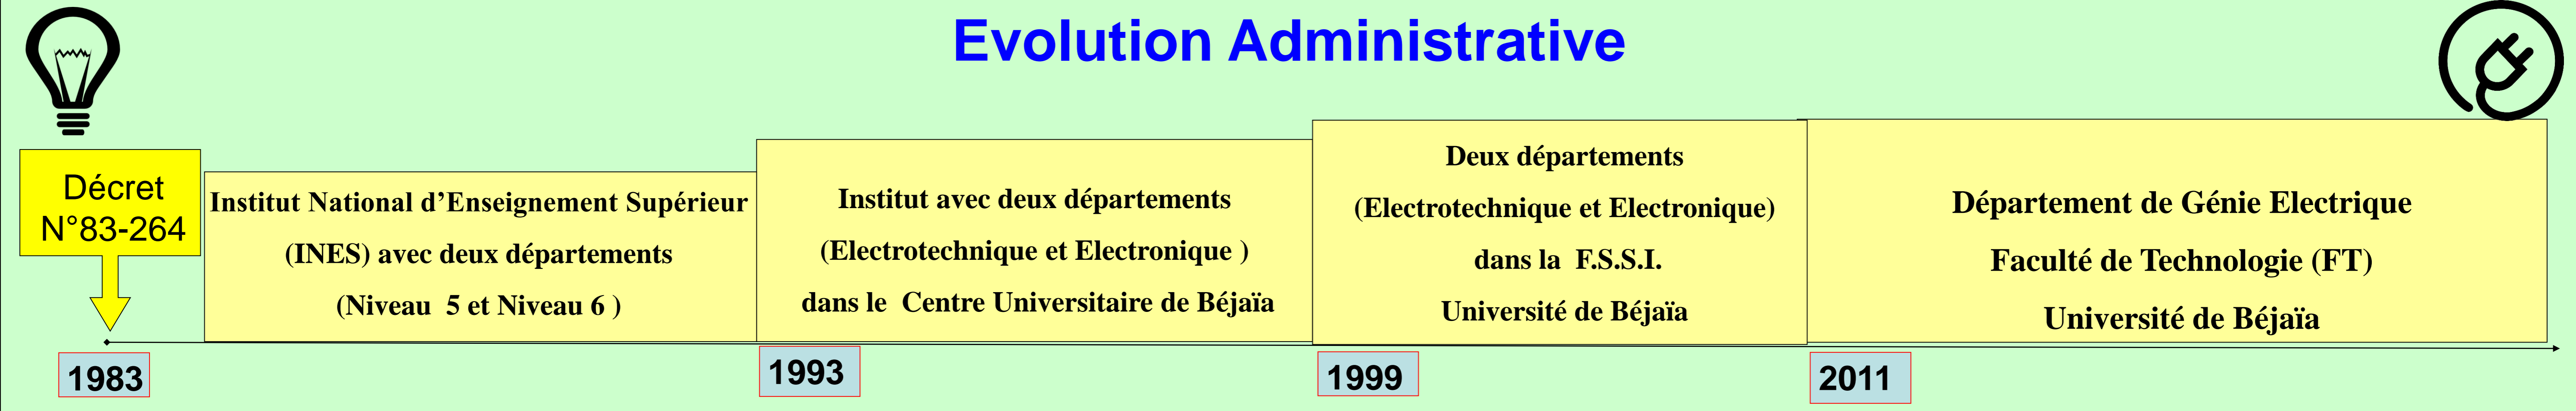 Evolution Administrative
Décret
N°83-264
Institut National d’Enseignement Supérieur
(INES) avec deux départements
(Niveau 5 et Niveau 6 )
Institut avec deux départements
(Electrotechnique et Electronique )
dans le Centre Universitaire de Béjaïa
Deux départements
(Electrotechnique et Electronique)
dans la F.S.S.I.
Université de Béjaïa
Département de Génie Electrique
Faculté de Technologie (FT)
Université de Béjaïa
1983
1993
1999
2011